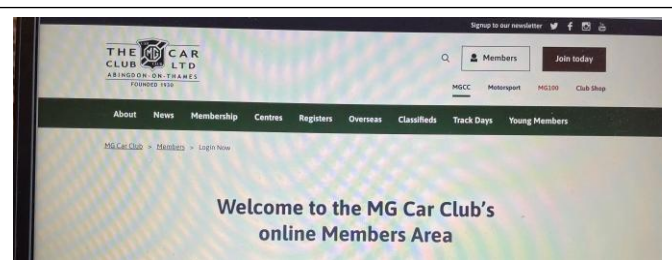 Signup to our newsletter
THE MG CAR
CLUB LTD
ABINGDON-ON-THAMES
FOUNDED 1930
Members
Join today
MGCC Motorsport MG100 Club Shop
About News Membership Centres Registers Overseas Classifieds Track Days Young Members
MG Car Club > Members > Login Now
Welcome to the MG Car Club's
online Members Area